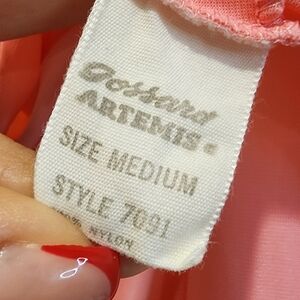 Gossard
ARTEMIS®
SIZE MEDIUM
STYLE 7091
NYLON